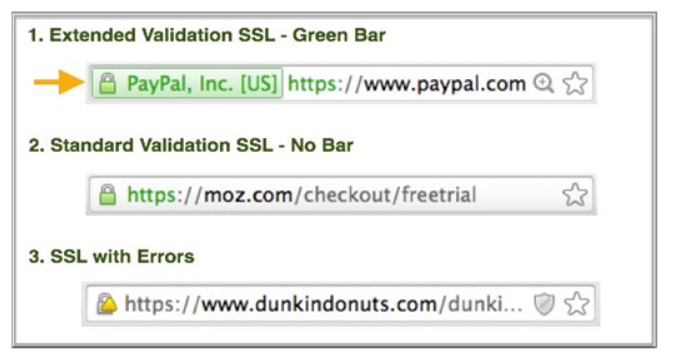 1. Extended Validation SSL - Green Bar
PayPal, Inc. [US] https://www.paypal.com
2. Standard Validation SSL - No Bar
https://moz.com/checkout/freetrial
3. SSL with Errors
https://www.dunkindonuts.com/dunki...